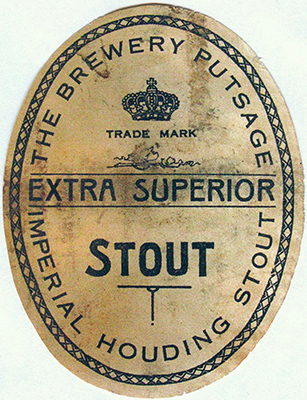 THE BREWERY PUTSAGE
TRADE MARK
EXTRA SUPERIOR
STOUT
IMPERIAL HOUDING STOUT